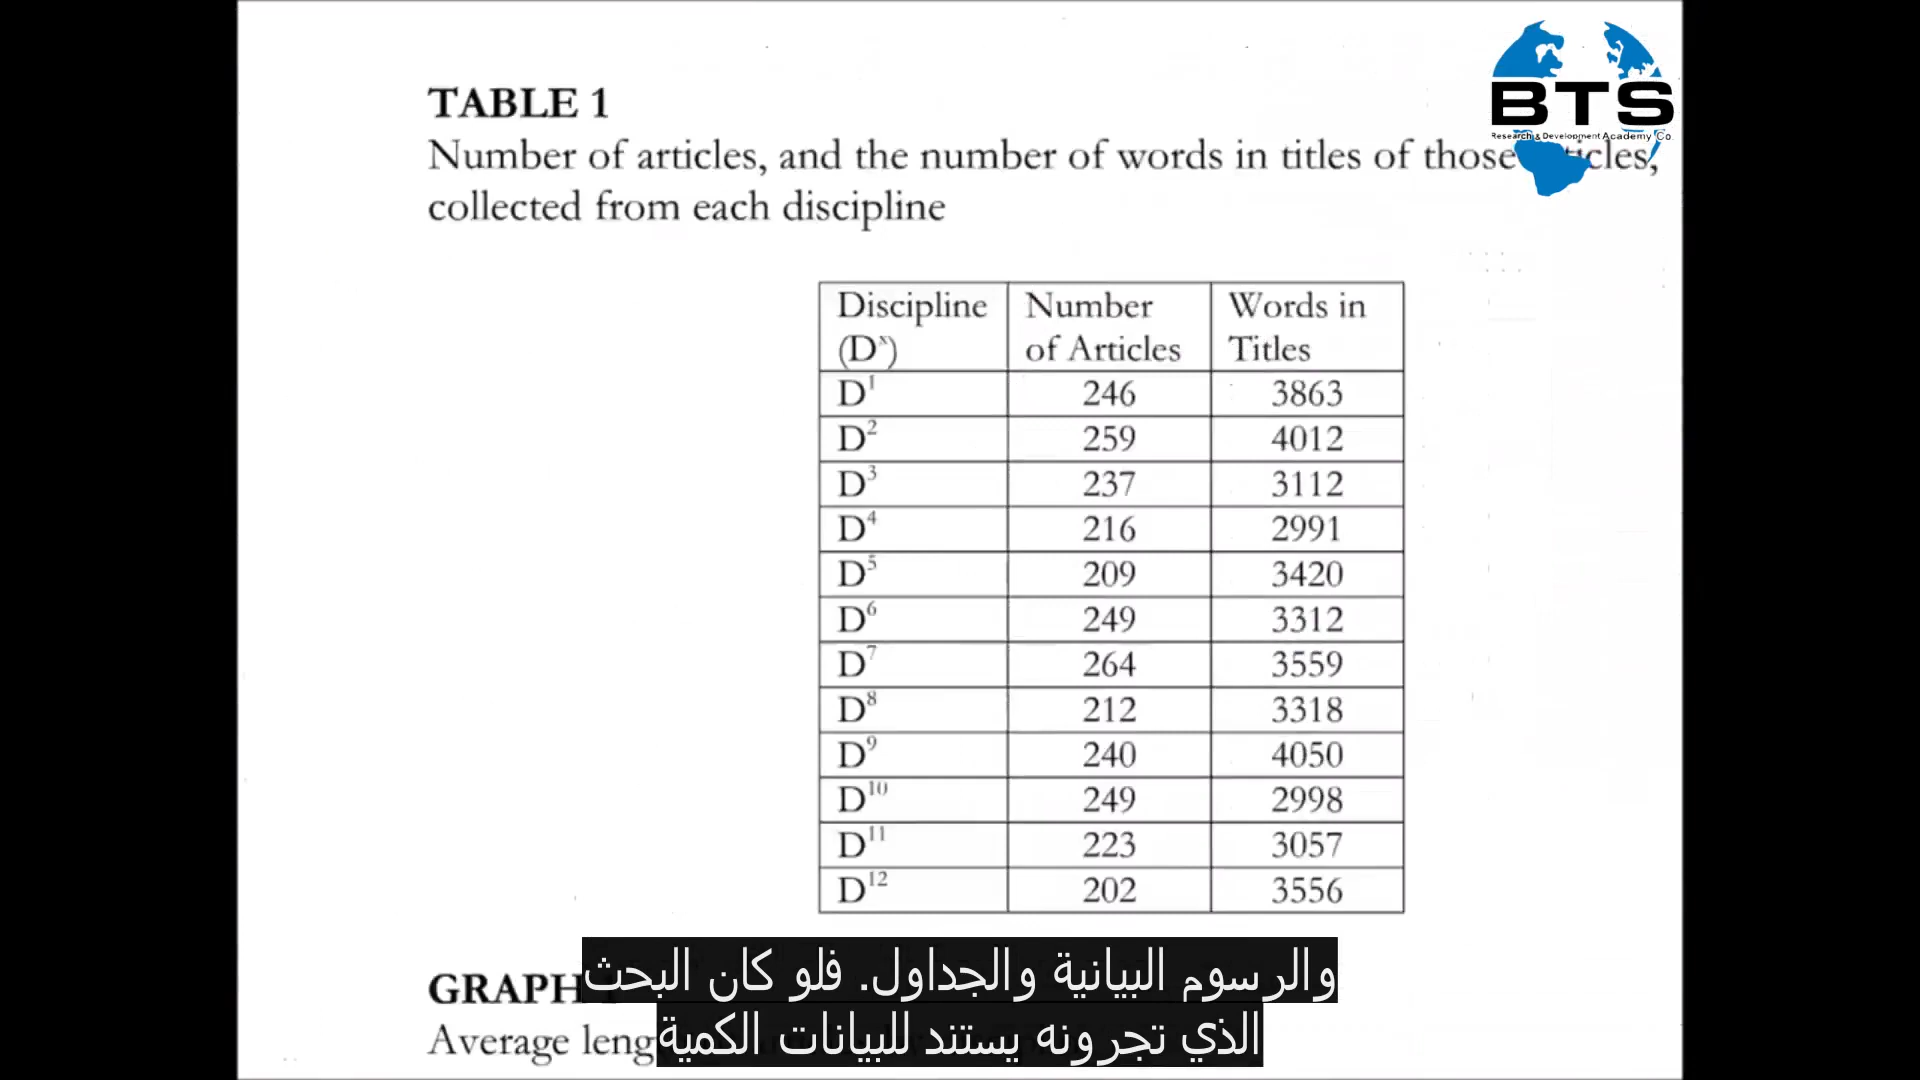 BTS
Research & Development Academy Co.
TABLE 1
Number of articles, and the number of words in titles of those
collected from each discipline
Discipline (Dˣ) Number of Articles Words in Titles
D¹ 246 3863
D² 259 4012
D³ 237 3112
D⁴ 216 2991
D⁵ 209 3420
D⁶ 249 3312
D⁷ 264 3559
D⁸ 212 3318
D⁹ 240 4050
D¹⁰ 249 2998
D¹¹ 223 3057
D¹² 202 3556
GRAPH
Average
والرسوم البيانية والجداول. فلو كان البحث
الذي تجرونه يستند للبيانات الكمية